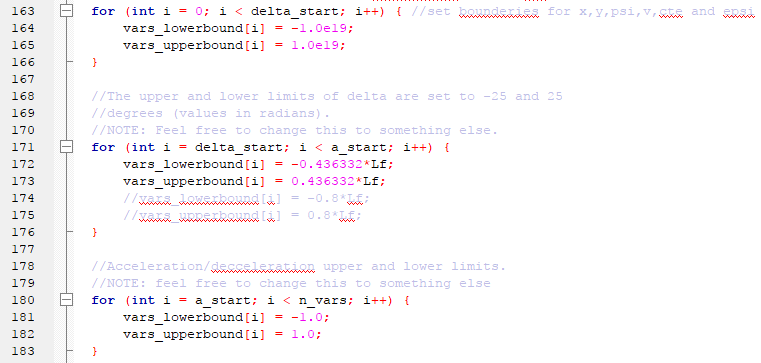 163 for (int i = 0; i < delta_start; i++) { //set bounderies for x,y,psi,v,cte and epsi
164 vars_lowerbound[i] = -1.0e19;
165 vars_upperbound[i] = 1.0e19;
166 }
167
168 //The upper and lower limits of delta are set to -25 and 25
169 //degrees (values in radians).
170 //NOTE: Feel free to change this to something else.
171 for (int i = delta_start; i < a_start; i++) {
172 vars_lowerbound[i] = -0.436332*Lf;
173 vars_upperbound[i] = 0.436332*Lf;
174 //vars_lowerbound[i] = -0.8*Lf;
175 //vars_upperbound[i] = 0.8*Lf;
176 }
177
178 //Acceleration/decceleration upper and lower limits.
179 //NOTE: feel free to change this to something else
180 for (int i = a_start; i < n_vars; i++) {
181 vars_lowerbound[i] = -1.0;
182 vars_upperbound[i] = 1.0;
183 }